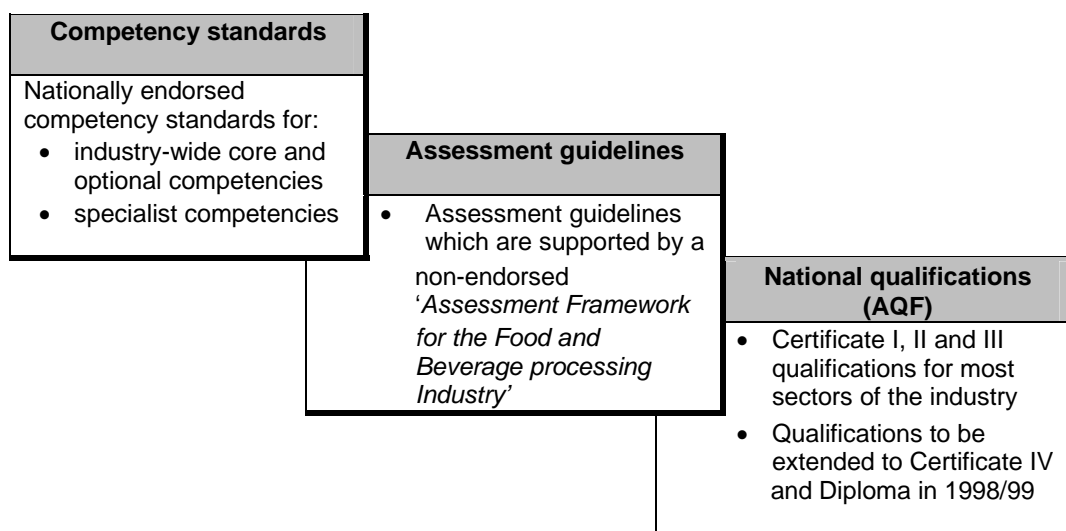 Competency standards
Nationally endorsed
competency standards for:
• industry-wide core and
optional competencies
• specialist competencies
Assessment guidelines
• Assessment guidelines
which are supported by a
non-endorsed
‘Assessment Framework
for the Food and
Beverage processing
Industry’
National qualifications
(AQF)
• Certificate I, II and III
qualifications for most
sectors of the industry
• Qualifications to be
extended to Certificate IV
and Diploma in 1998/99